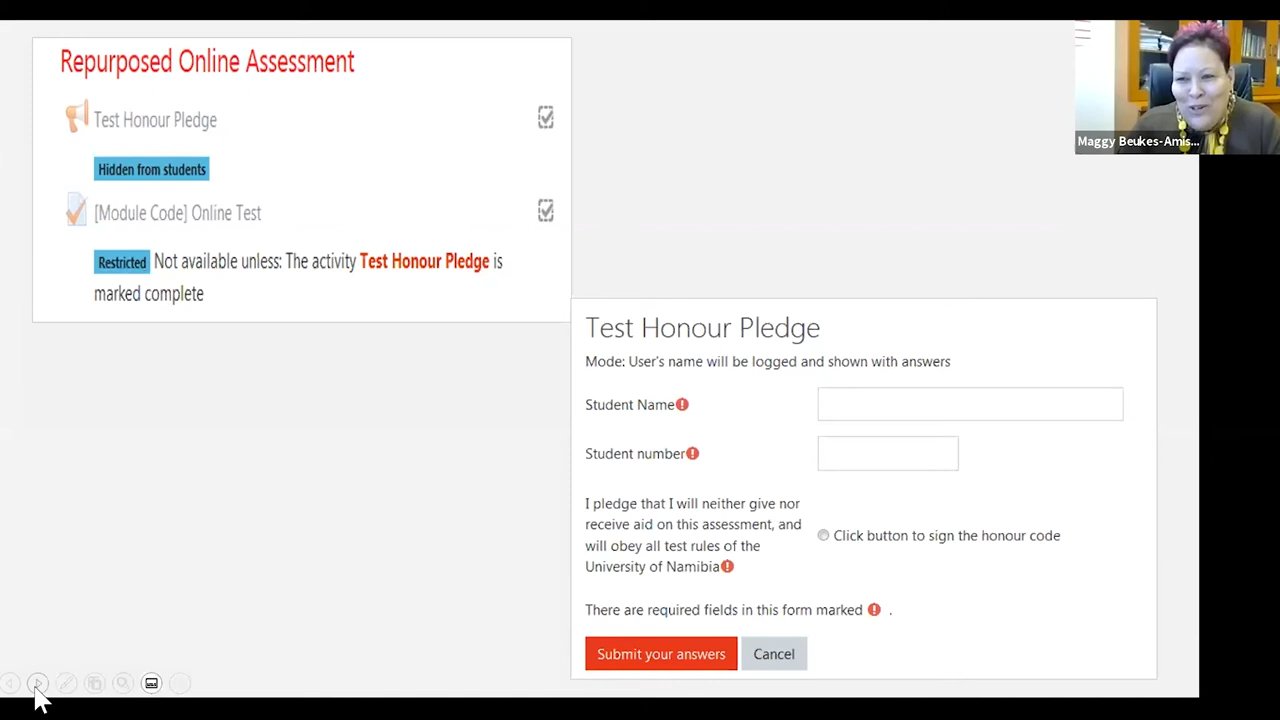 Repurposed Online Assessment
Test Honour Pledge
Hidden from students
[Module Code] Online Test
Restricted Not available unless: The activity Test Honour Pledge is
marked complete
Maggy Beukes-Amis...
Test Honour Pledge
Mode: User's name will be logged and shown with answers
Student Name
Student number
I pledge that I will neither give nor
receive aid on this assessment, and
will obey all test rules of the
University of Namibia
Click button to sign the honour code
There are required fields in this form marked .
Submit your answers
Cancel